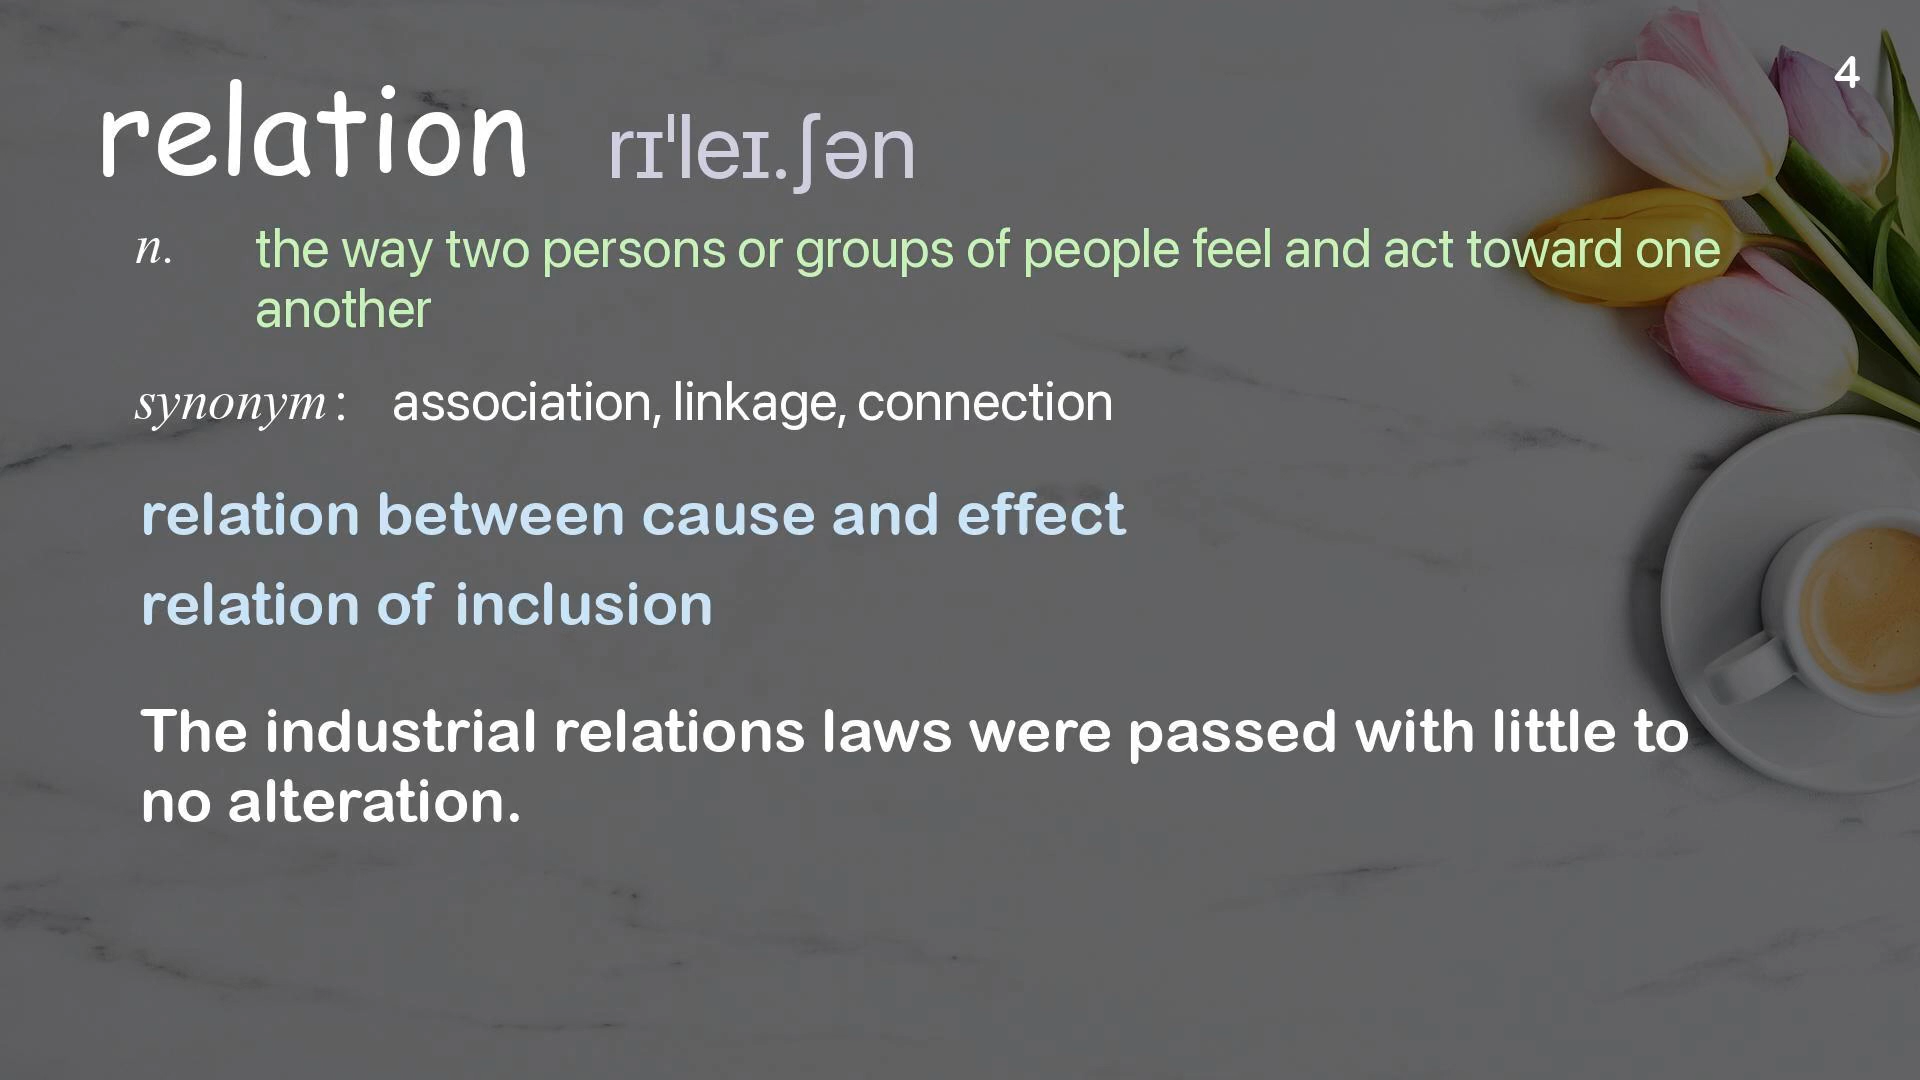 4
relation rɪˈleɪ.ʃən
n. the way two persons or groups of people feel and act toward one
another
synonym: association, linkage, connection
relation between cause and effect
relation of inclusion
The industrial relations laws were passed with little to
no alteration.